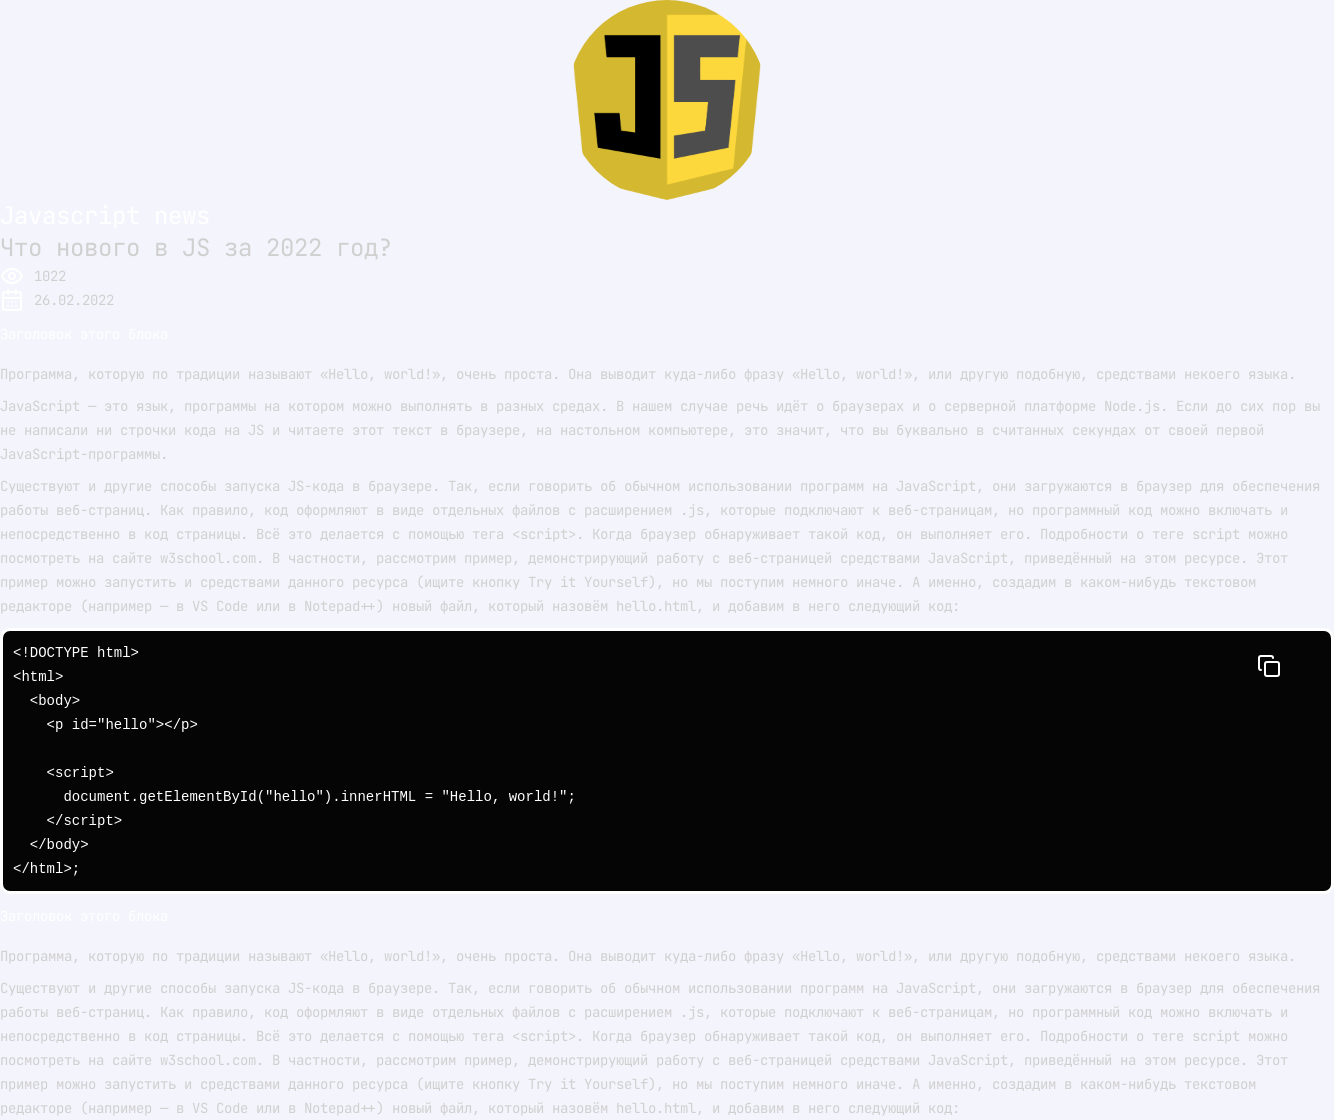 JS
Javascript news
Что нового в JS за 2022 год?
1022
26.02.2022
Заголовок этого блока
Программа, которую по традиции называют «Hello, world!», очень проста. Она выводит куда-либо фразу «Hello, world!», или другую подобную, средствами некоего языка.
JavaScript — это язык, программы на котором можно выполнять в разных средах. В нашем случае речь идёт о браузерах и о серверной платформе Node.js. Если до сих пор вы
не написали ни строчки кода на JS и читаете этот текст в браузере, на настольном компьютере, это значит, что вы буквально в считанных секундах от своей первой
JavaScript-программы.
Существуют и другие способы запуска JS-кода в браузере. Так, если говорить об обычном использовании программ на JavaScript, они загружаются в браузер для обеспечения
работы веб-страниц. Как правило, код оформляют в виде отдельных файлов с расширением .js, которые подключают к веб-страницам, но программный код можно включать и
непосредственно в код страницы. Всё это делается с помощью тега <script>. Когда браузер обнаруживает такой код, он выполняет его. Подробности о теге script можно
посмотреть на сайте w3school.com. В частности, рассмотрим пример, демонстрирующий работу с веб-страницей средствами JavaScript, приведённый на этом ресурсе. Этот
пример можно запустить и средствами данного ресурса (ищите кнопку Try it Yourself), но мы поступим немного иначе. А именно, создадим в каком-нибудь текстовом
редакторе (например — в VS Code или в Notepad++) новый файл, который назовём hello.html, и добавим в него следующий код:
<!DOCTYPE html>
<html>
  <body>
    <p id="hello"></p>
    <script>
      document.getElementById("hello").innerHTML = "Hello, world!";
    </script>
  </body>
</html>;
Заголовок этого блока
Программа, которую по традиции называют «Hello, world!», очень проста. Она выводит куда-либо фразу «Hello, world!», или другую подобную, средствами некоего языка.
Существуют и другие способы запуска JS-кода в браузере. Так, если говорить об обычном использовании программ на JavaScript, они загружаются в браузер для обеспечения
работы веб-страниц. Как правило, код оформляют в виде отдельных файлов с расширением .js, которые подключают к веб-страницам, но программный код можно включать и
непосредственно в код страницы. Всё это делается с помощью тега <script>. Когда браузер обнаруживает такой код, он выполняет его. Подробности о теге script можно
посмотреть на сайте w3school.com. В частности, рассмотрим пример, демонстрирующий работу с веб-страницей средствами JavaScript, приведённый на этом ресурсе. Этот
пример можно запустить и средствами данного ресурса (ищите кнопку Try it Yourself), но мы поступим немного иначе. А именно, создадим в каком-нибудь текстовом
редакторе (например — в VS Code или в Notepad++) новый файл, который назовём hello.html, и добавим в него следующий код: